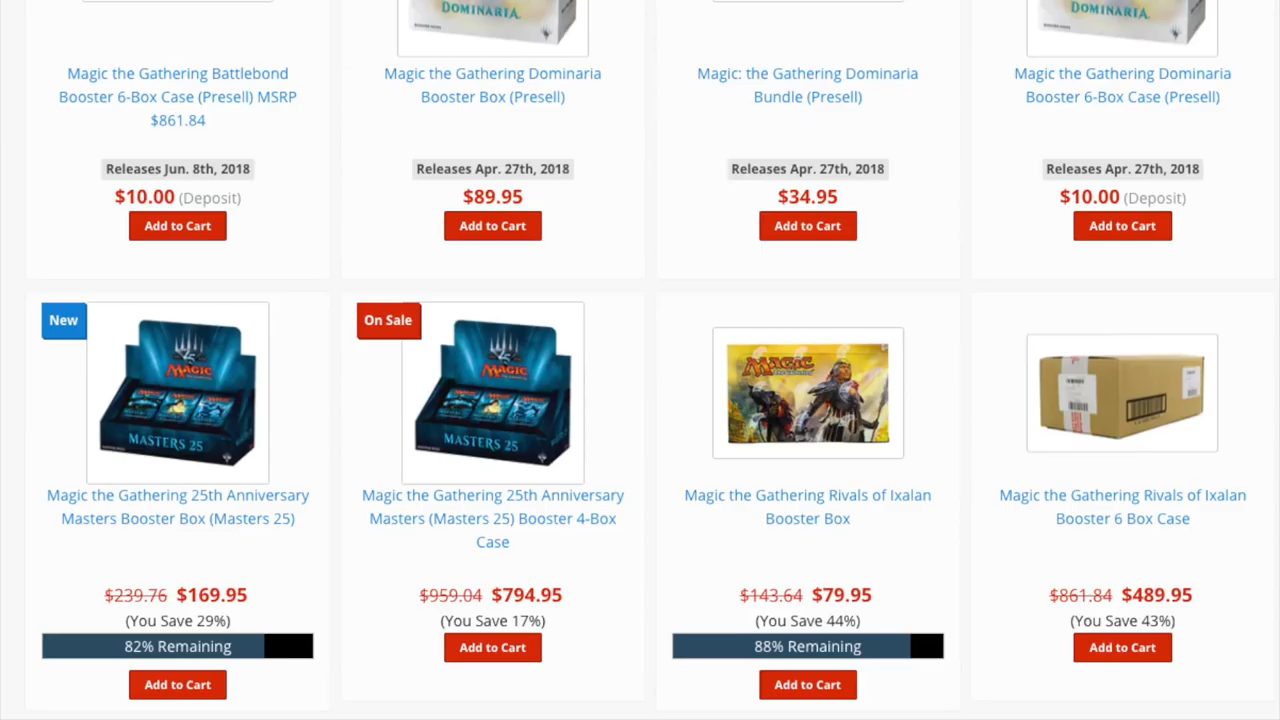 DOMINARIA
DOMINARIA
Magic the Gathering Battlebond
Booster 6-Box Case (Presell) MSRP
$861.84
Magic the Gathering Dominaria
Booster Box (Presell)
Magic: the Gathering Dominaria
Bundle (Presell)
Magic the Gathering Dominaria
Booster 6-Box Case (Presell)
Releases Jun. 8th, 2018
Releases Apr. 27th, 2018
Releases Apr. 27th, 2018
Releases Apr. 27th, 2018
$10.00 (Deposit)
$89.95
$34.95
$10.00 (Deposit)
Add to Cart
Add to Cart
Add to Cart
Add to Cart
New
On Sale
25
MAGIC
MASTERS 25
25
MAGIC
MASTERS 25
MAGIC
Magic the Gathering 25th Anniversary
Masters Booster Box (Masters 25)
Magic the Gathering 25th Anniversary
Masters (Masters 25) Booster 4-Box
Case
Magic the Gathering Rivals of Ixalan
Booster Box
Magic the Gathering Rivals of Ixalan
Booster 6 Box Case
$239.76 $169.95
(You Save 29%)
82% Remaining
Add to Cart
$959.04 $794.95
(You Save 17%)
Add to Cart
$143.64 $79.95
(You Save 44%)
88% Remaining
Add to Cart
$861.84 $489.95
(You Save 43%)
Add to Cart